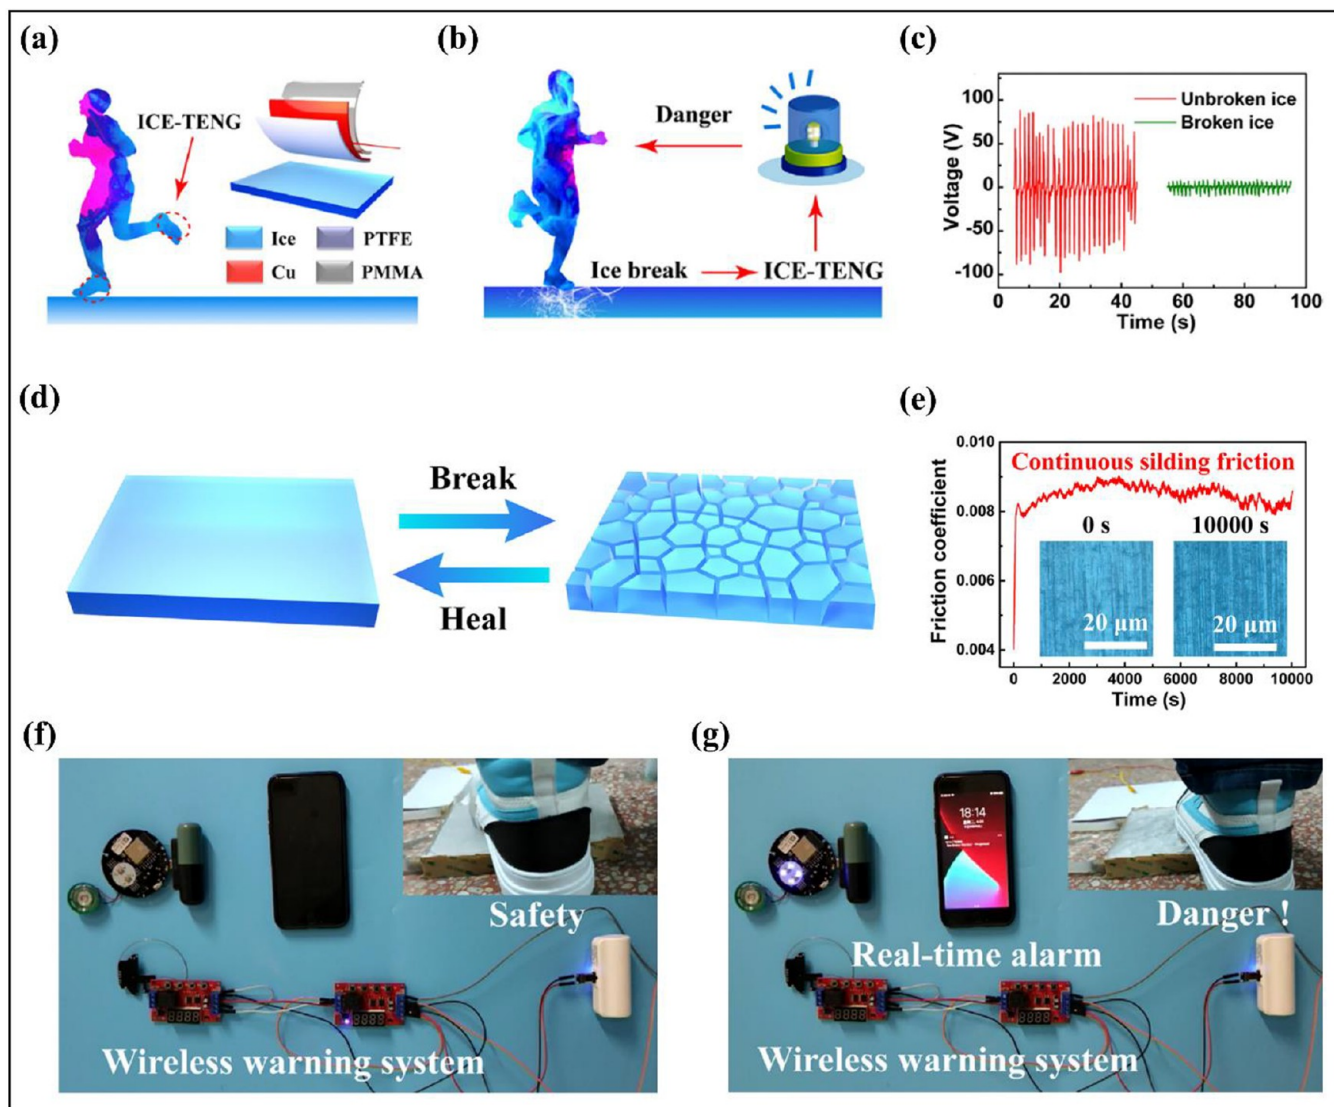 (a)
ICE-TENG
Ice
PTFE
Cu
PMMA
(b)
Danger
Ice break
ICE-TENG
(c)
Voltage (V)
100
50
0
-50
-100
Unbroken ice
Broken ice
0 20 40 60 80 100
Time (s)
(d)
Break
Heal
(e)
Friction coefficient
0.010
0.008
0.006
0.004
Continuous silding friction
0 s
10000 s
20 μm
20 μm
0 2000 4000 6000 8000 10000
Time (s)
(f)
Safety
Wireless warning system
(g)
18:14
Danger !
Real-time alarm
Wireless warning system